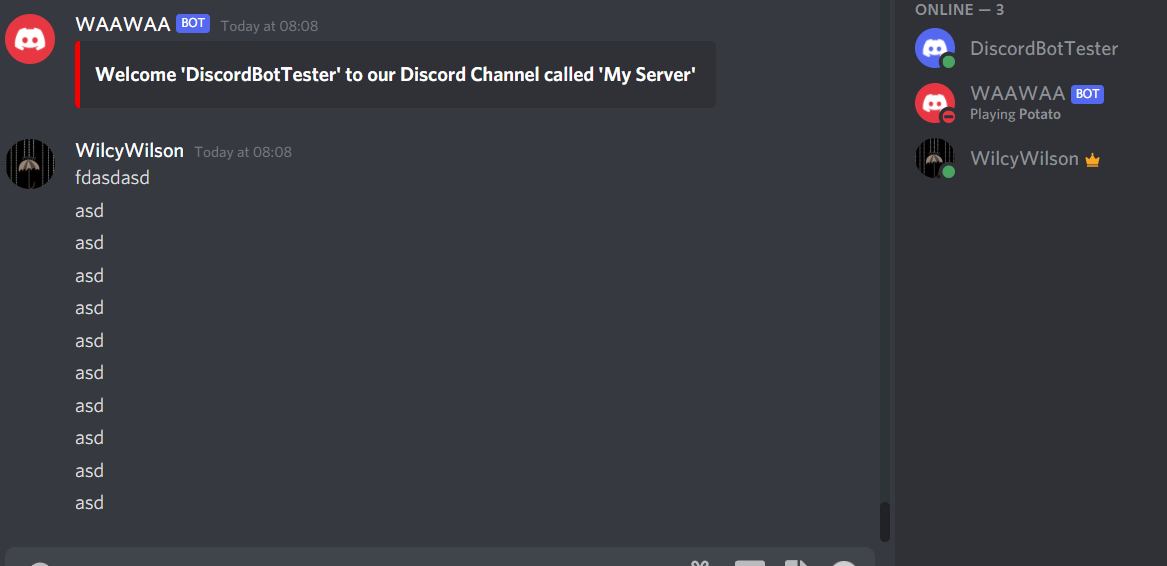 WAAWAA BOT Today at 08:08
Welcome 'DiscordBotTester' to our Discord Channel called 'My Server'
WilcyWilson Today at 08:08
fdasdasd
asd
asd
asd
asd
asd
asd
asd
asd
asd
asd
ONLINE — 3
DiscordBotTester
WAAWAA BOT
Playing Potato
WilcyWilson